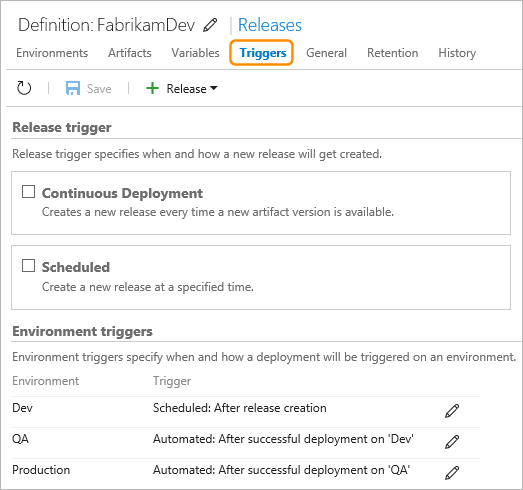 Definition: FabrikamDev | Releases
Environments Artifacts Variables Triggers General Retention History
Save + Release
Release trigger
Release trigger specifies when and how a new release will get created.
Continuous Deployment
Creates a new release every time a new artifact version is available.
Scheduled
Create a new release at a specified time.
Environment triggers
Environment triggers specify when and how a deployment will be triggered on an environment.
Environment Trigger
Dev Scheduled: After release creation
QA Automated: After successful deployment on 'Dev'
Production Automated: After successful deployment on 'QA'